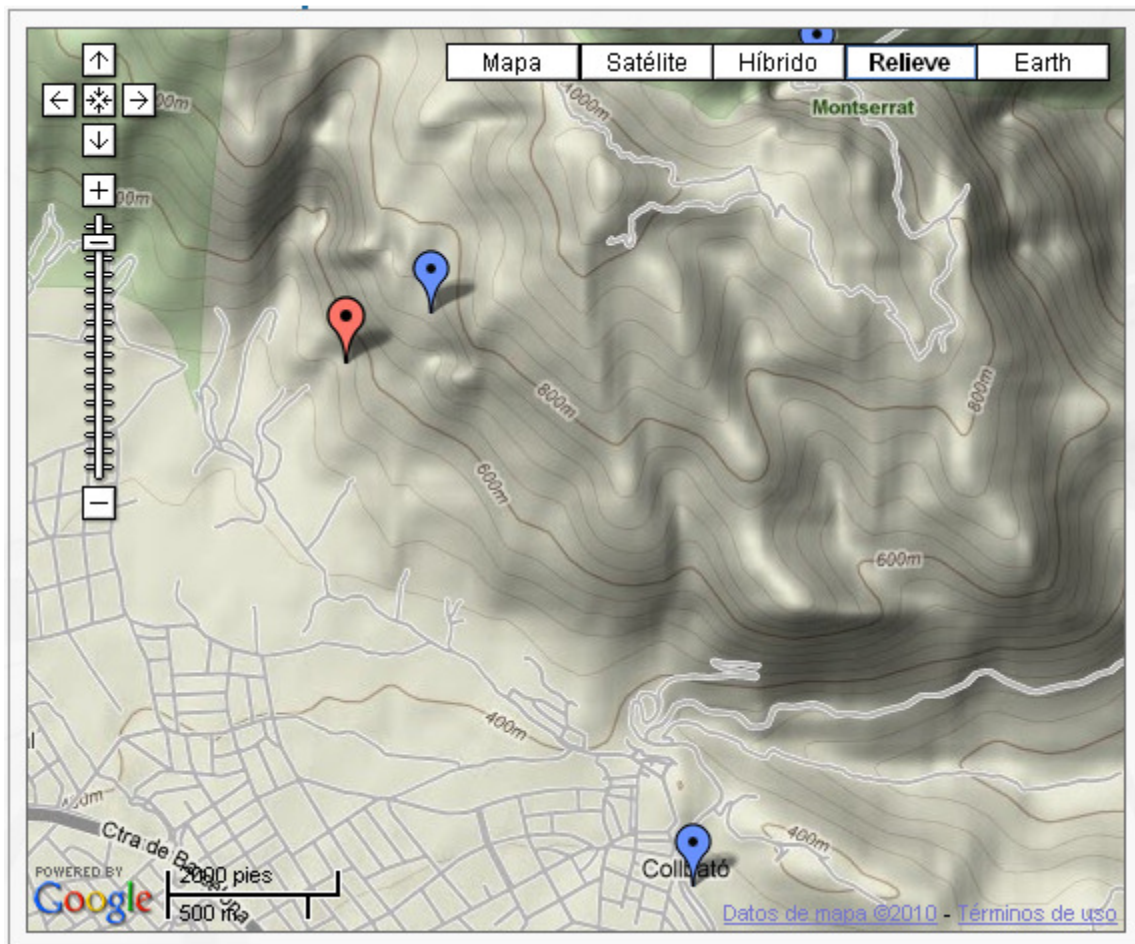 Mapa
Satélite
Híbrido
Relieve
Earth
1000m
Montserrat
800m
800m
600m
600m
400m
400m
Ctra de
Collbató
POWERED BY
Google
2000 pies
500 m
Datos de mapa ©2010 - Términos de uso